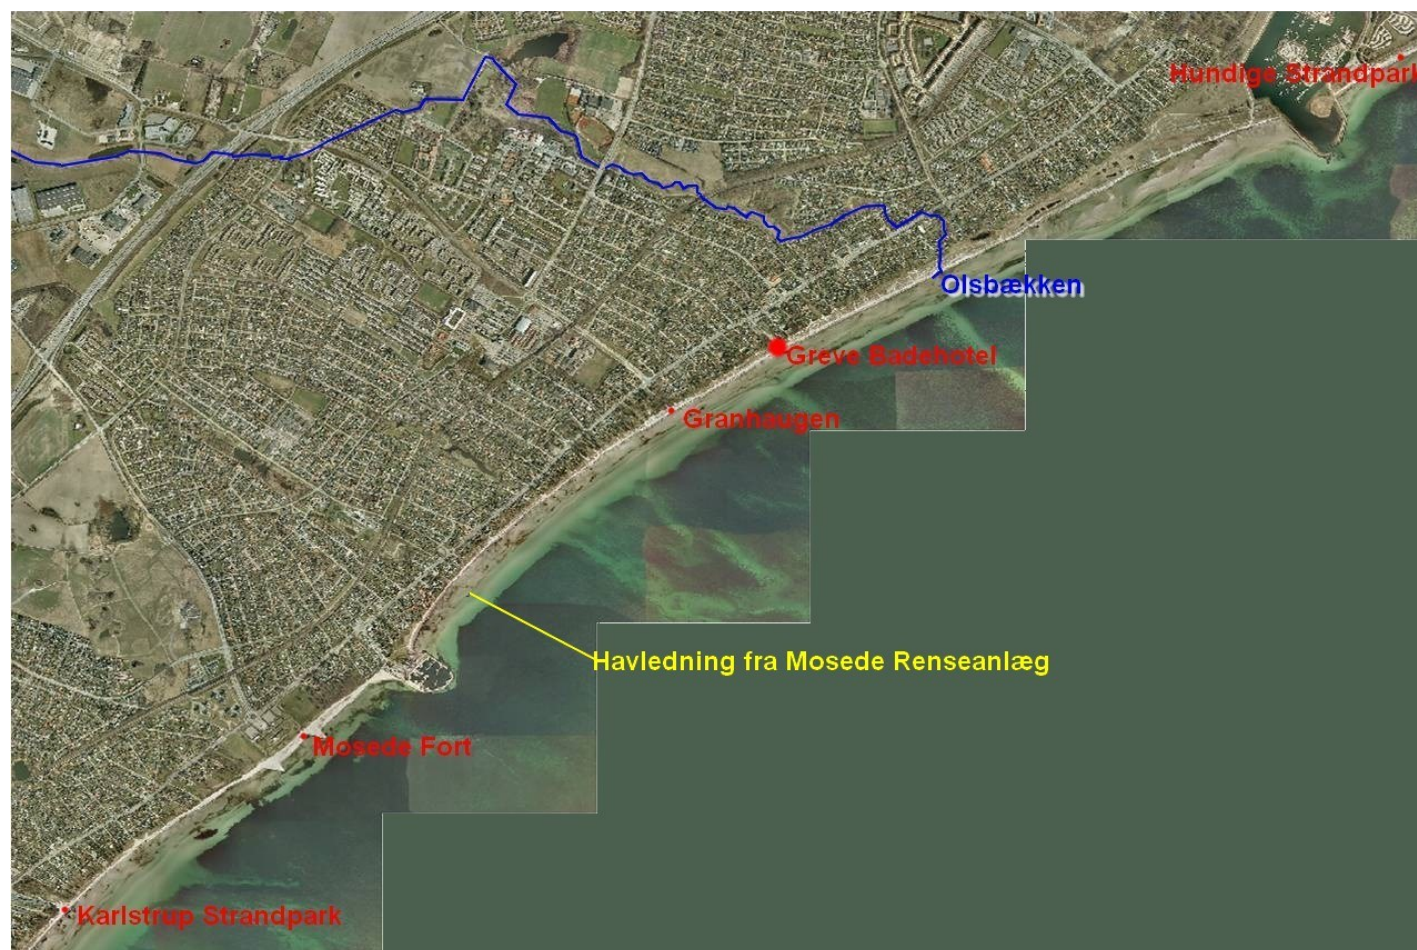 Hundige Strandpark
Olsbækken
Greve Badehotel
Granhaugen
Havledning fra Mosede Renseanlæg
Mosede Fort
Karlstrup Strandpark